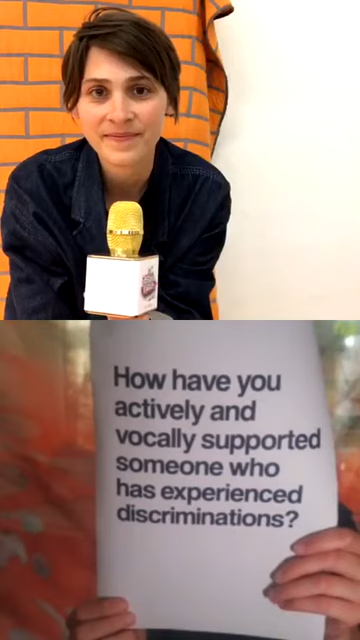 How have you
actively and
vocally supported
someone who
has experienced
discriminations?